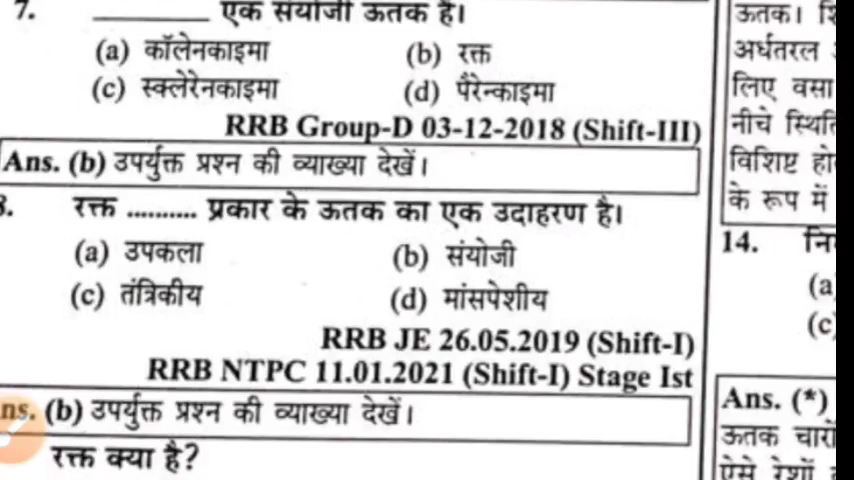 7. ________ एक संयोजी ऊतक है।
(a) कॉलेनकाइमा (b) रक्त
(c) स्क्लेरेनकाइमा (d) पैरेन्काइमा
RRB Group-D 03-12-2018 (Shift-III)
Ans. (b) उपर्युक्त प्रश्न की व्याख्या देखें।
रक्त .......... प्रकार के ऊतक का एक उदाहरण है।
(a) उपकला (b) संयोजी
(c) तंत्रिकीय (d) मांसपेशीय
RRB JE 26.05.2019 (Shift-I)
RRB NTPC 11.01.2021 (Shift-I) Stage Ist
ns. (b) उपर्युक्त प्रश्न की व्याख्या देखें।
रक्त क्या है?
ऊतक।
अर्धतरल
लिए वसा
नीचे
विशिष्ट हो
के रूप में
14.
(a
(c
Ans. (*)
ऊतक चारों
ऐसे रेशों